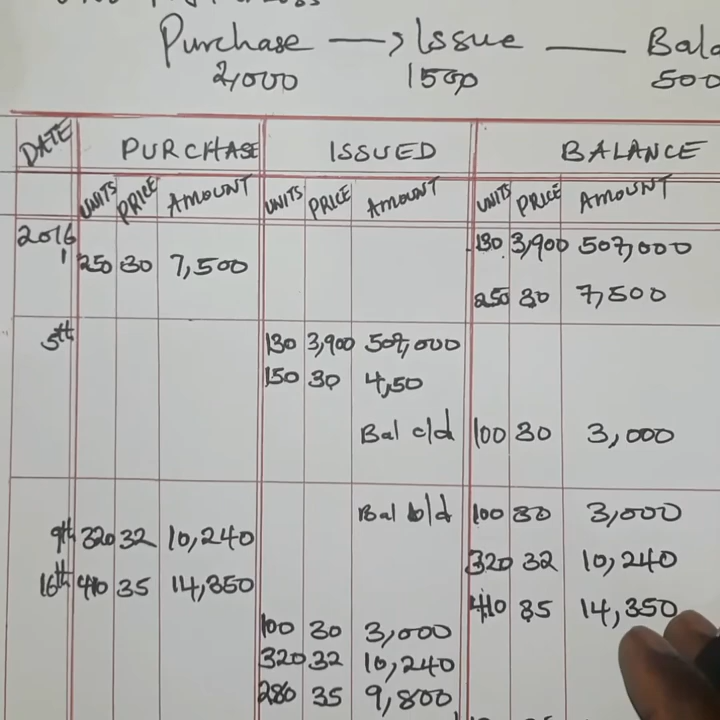 Purchase —> Issue — Bala
2,000 1500 500
DATE PURCHASE ISSUED BALANCE
UNITS PRICE AMOUNT UNITS PRICE AMOUNT UNITS PRICE AMOUNT
2016 130 3,900 507,000
1 250 30 7,500
250 30 7,500
5th 130 3,900 507,000
150 30 4,50
Bal c/d 100 30 3,000
Bal b/d 100 30 3,000
9th 320 32 10,240
320 32 10,240
16th 410 35 14,350
410 35 14,350
100 30 3,000
320 32 10,240
280 35 9,800